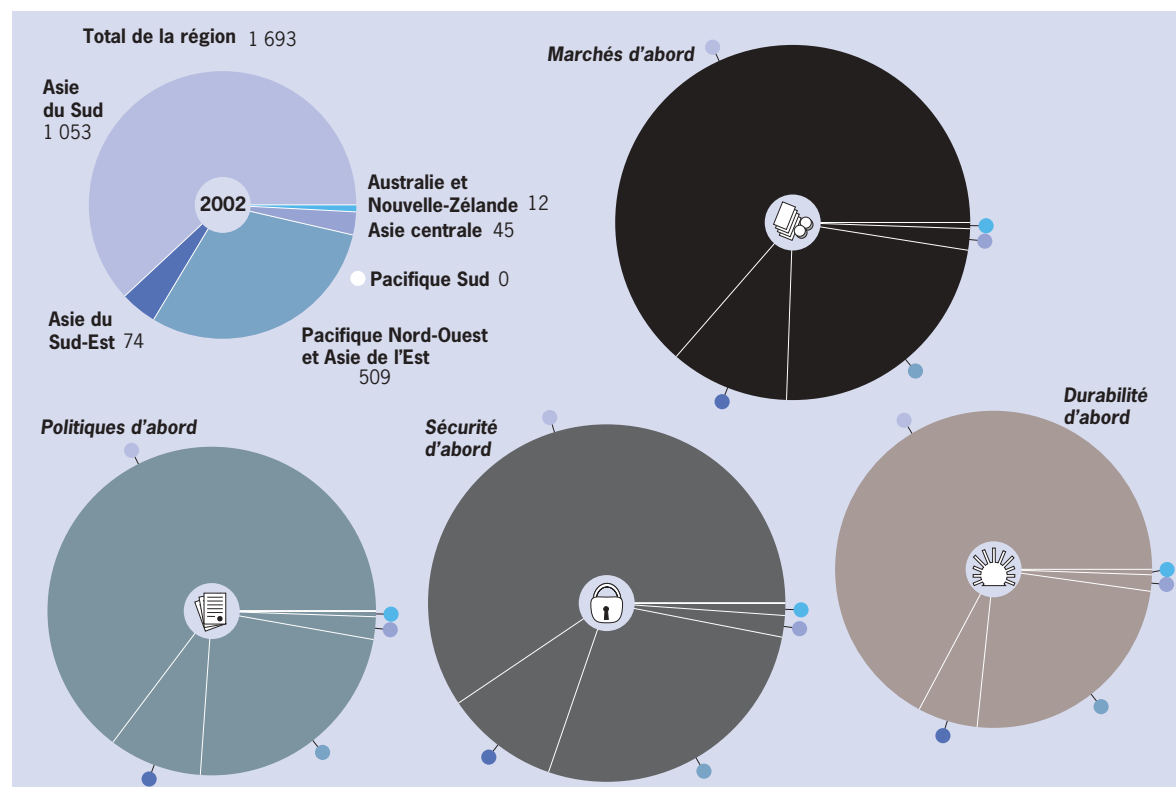 Total de la région 1 693
Asie
du Sud
1 053
2002
Australie et
Nouvelle-Zélande 12
Asie centrale 45
Pacifique Sud 0
Asie du
Sud-Est 74
Pacifique Nord-Ouest
et Asie de l'Est
509
Marchés d'abord
Politiques d'abord
Sécurité
d'abord
Durabilité
d'abord